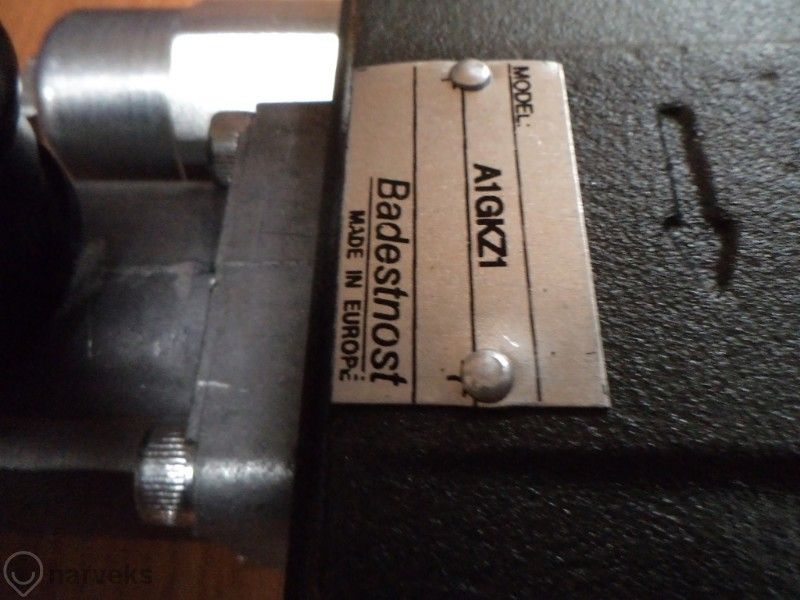 MODEL:
A1GKZ1
Badestnost
MADE IN EUROPE
narveks